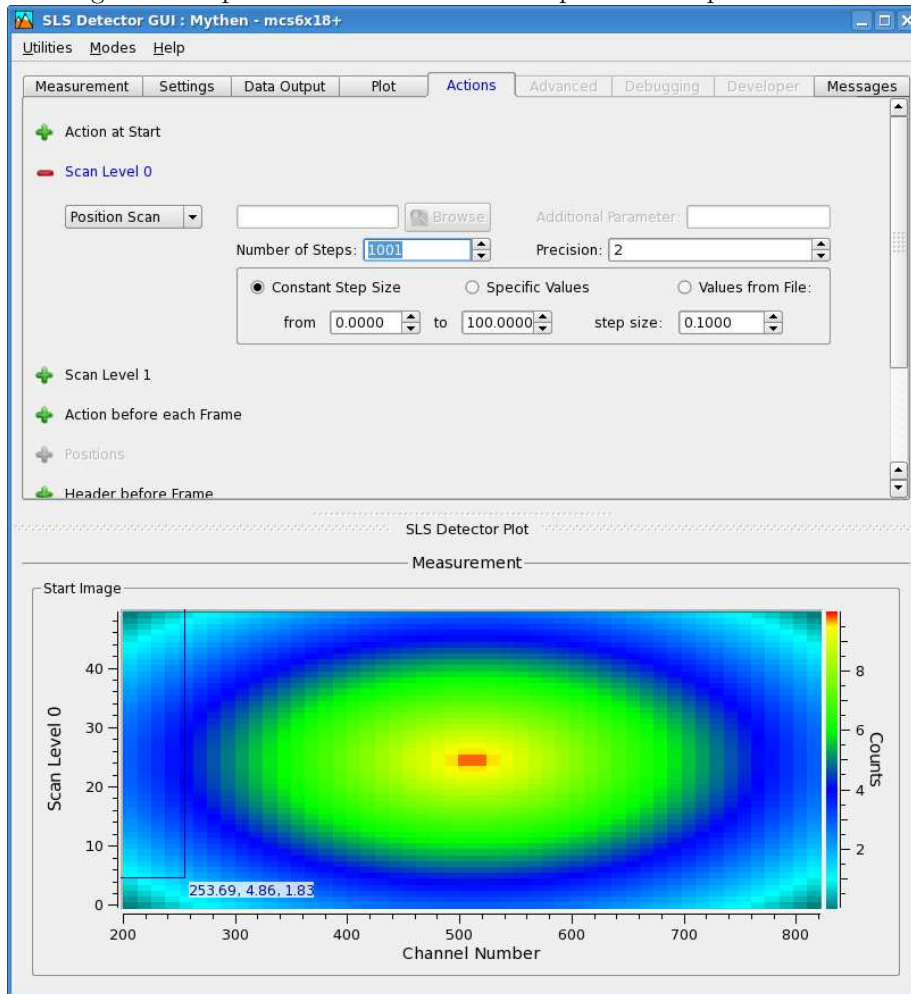 SLS Detector GUI : Mythen - mcs6x18+
Utilities Modes Help
Measurement Settings Data Output Plot Actions Advanced Debugging Developer Messages
Action at Start
Scan Level 0
Position Scan Browse Additional Parameter:
Number of Steps: 1001 Precision: 2
Constant Step Size Specific Values Values from File:
from 0.0000 to 100.0000 step size: 0.1000
Scan Level 1
Action before each Frame
Positions
Header before Frame
SLS Detector Plot
Measurement
Start Image
Scan Level 0
40
30
20
10
0
253.69, 4.86, 1.83
200 300 400 500 600 700 800
Channel Number
8
6
4
2
Counts